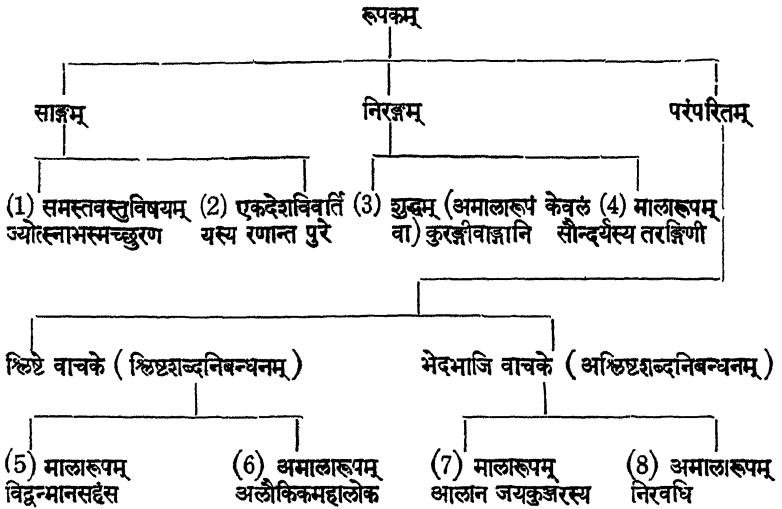 रूपकम्
साङ्गम् निरङ्गम् परंपरितम्
(1) समस्तवस्तुविषयम् (2) एकदेशविवर्ति (3) शुद्धम् (अमालारूपं केवलं (4) मालारूपम्
ज्योत्स्नाभस्मच्छुरण यस्य रणान्त पुरे वा) कुरङ्गीवाङ्गानि सौन्दर्यस्य तरङ्गिणी
श्लिष्टे वाचके (श्लिष्टशब्दनिबन्धनम्) भेदभाजि वाचके (अश्लिष्टशब्दनिबन्धनम्)
(5) मालारूपम् (6) अमालारूपम् (7) मालारूपम् (8) अमालारूपम्
विद्वन्मानसहंस अलौकिकमहालोक आलान जयकुञ्जरस्य निरवधि